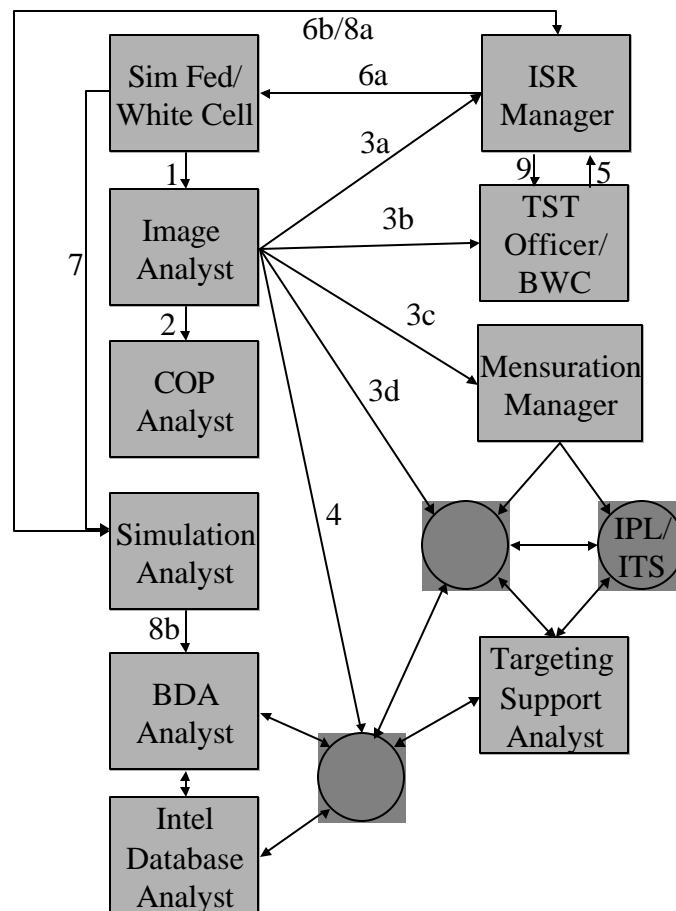 6b/8a
Sim Fed/
White Cell
6a
ISR
Manager
3a
1
9
5
Image
Analyst
3b
TST
Officer/
BWC
7
2
3c
COP
Analyst
3d
Mensuration
Manager
4
Simulation
Analyst
IPL/
ITS
8b
BDA
Analyst
Targeting
Support
Analyst
Intel
Database
Analyst